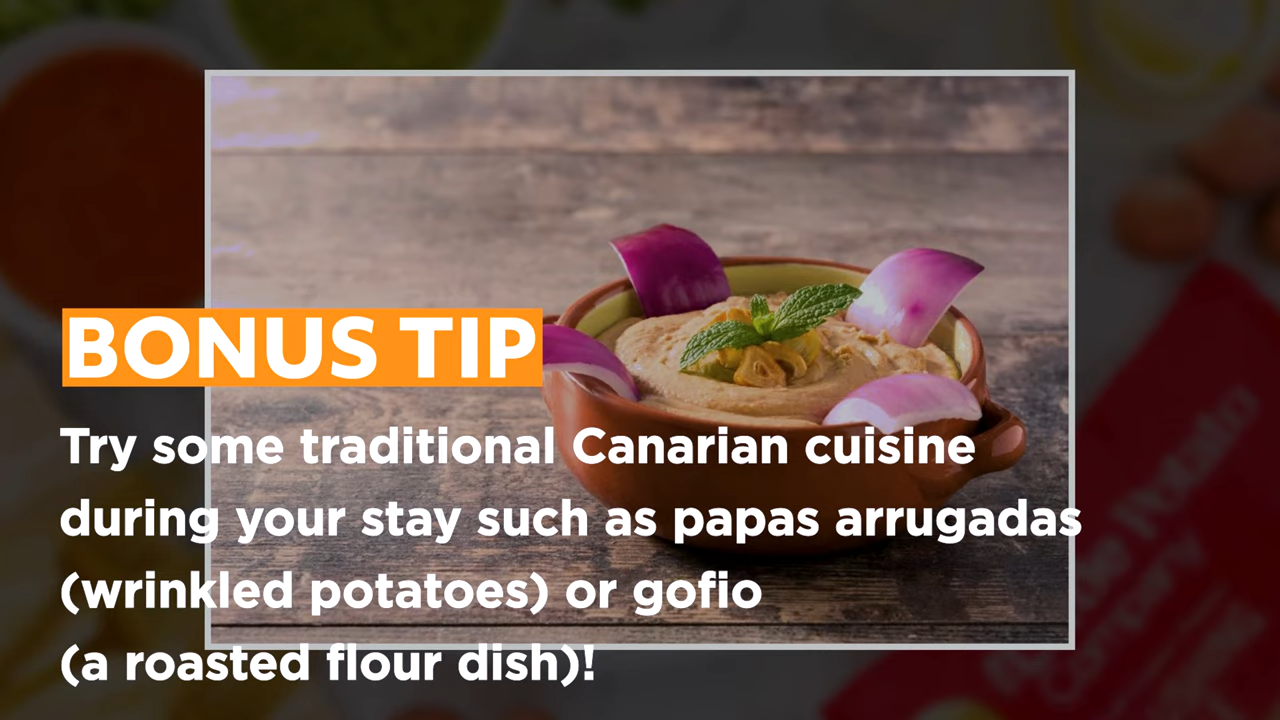 BONUS TIP
Try some traditional Canarian cuisine
during your stay such as papas arrugadas
(wrinkled potatoes) or gofio
(a roasted flour dish)!